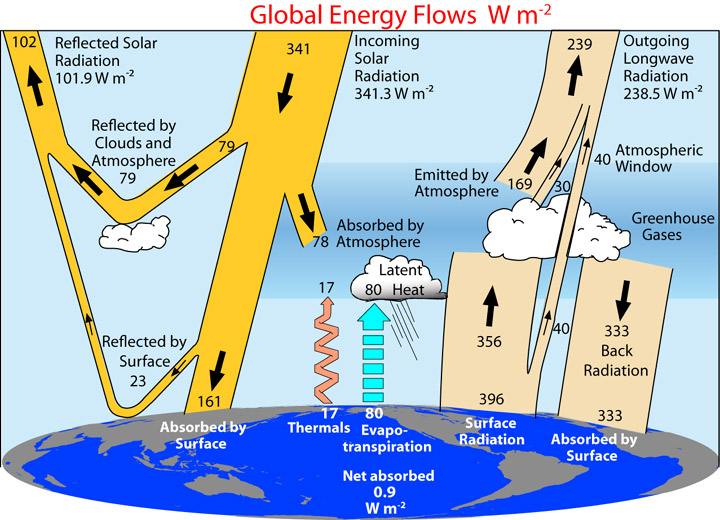 Global Energy Flows W m-2
102
Reflected Solar
Radiation
101.9 W m-2
341
Incoming
Solar
Radiation
341.3 W m-2
239
Outgoing
Longwave
Radiation
238.5 W m-2
Reflected by
Clouds and
Atmosphere
79
79
Emitted by
Atmosphere
169
30
40
Atmospheric
Window
Greenhouse
Gases
78
Absorbed by
Atmosphere
17
Latent
80 Heat
356
40
333
Back
Radiation
Reflected by
Surface
23
161
Absorbed by
Surface
17
Thermals
80
Evapo-
transpiration
396
Surface
Radiation
333
Absorbed by
Surface
Net absorbed
0.9
W m-2